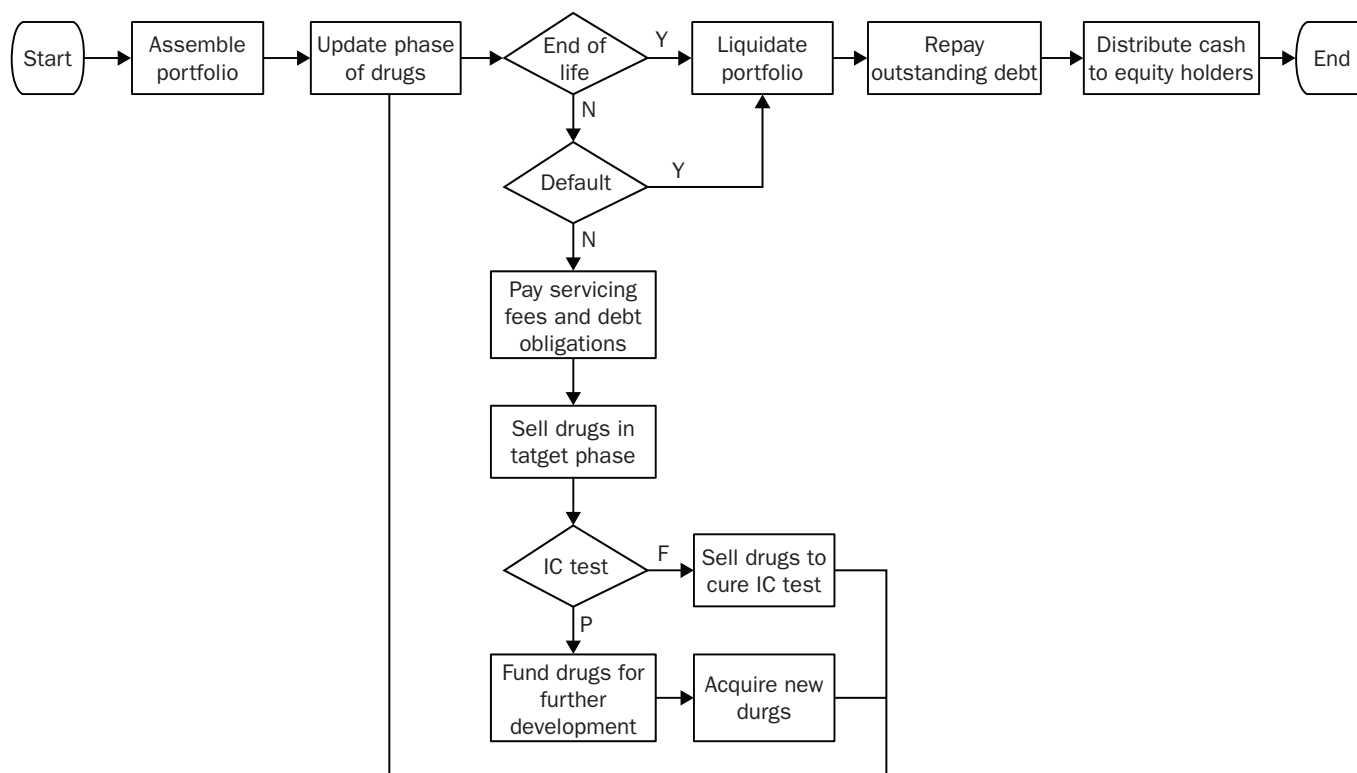 Start
Assemble
portfolio
Update phase
of drugs
End of
life
Y
Liquidate
portfolio
Repay
outstanding debt
Distribute cash
to equity holders
End
N
Default
Y
N
Pay servicing
fees and debt
obligations
Sell drugs in
tatget phase
IC test
F
Sell drugs to
cure IC test
P
Fund drugs for
further
development
Acquire new
durgs